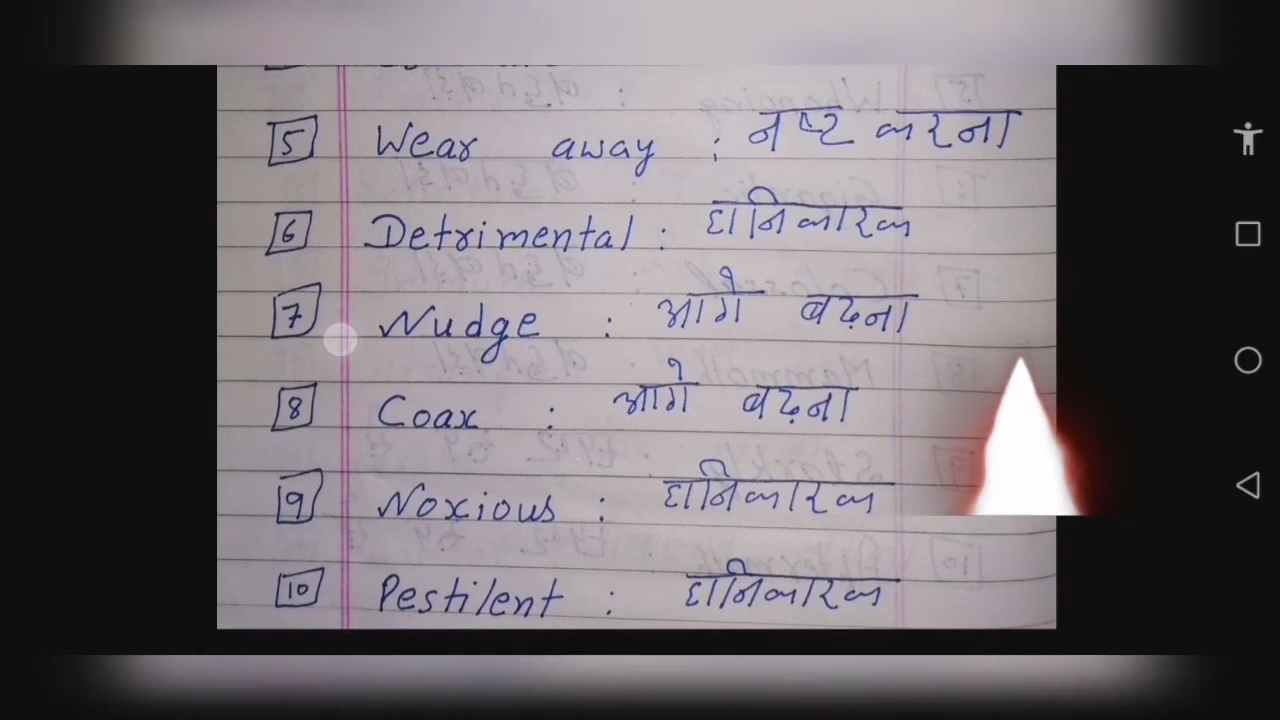 5 Wear away : नष्ट करना
6 Detrimental : हानिकारक
7 Nudge : आगे बढ़ना
8 Coax : आगे बढ़ना
9 Noxious : हानिकारक
10 Pestilent : हानिकारक